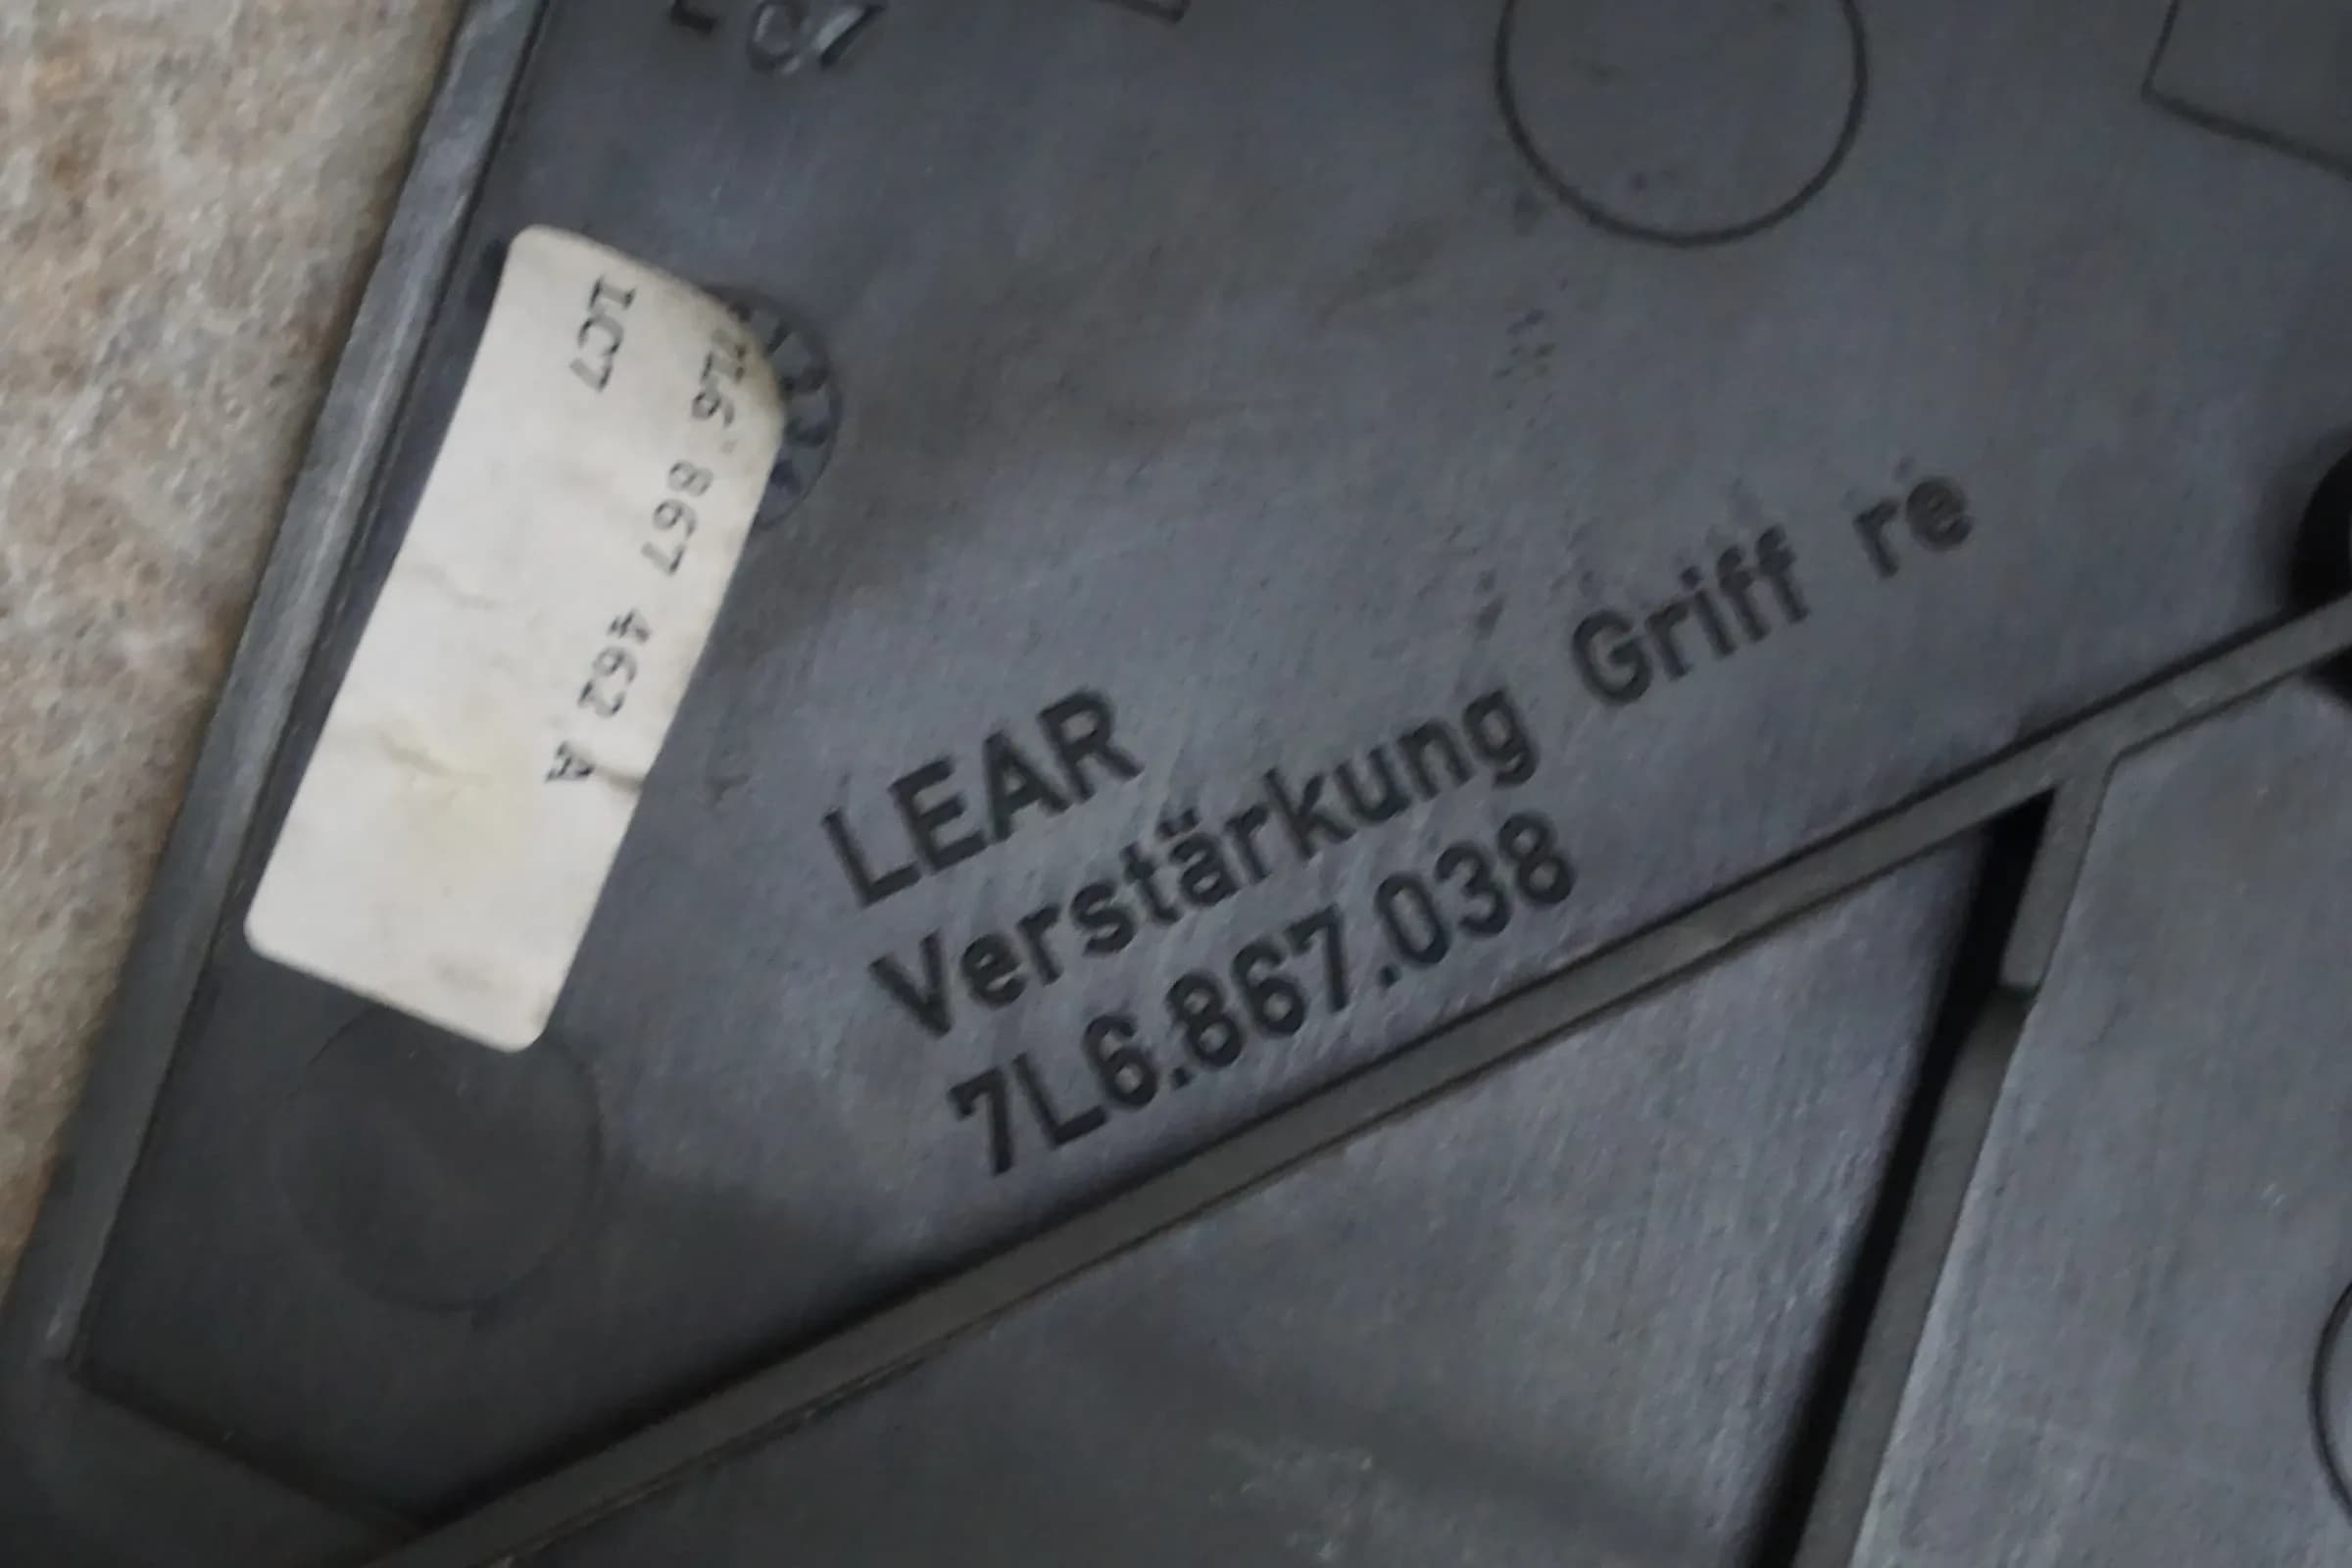 7L6 867 462 A
1C7
LEAR
Verstärkung Griff re
7L6.867.038